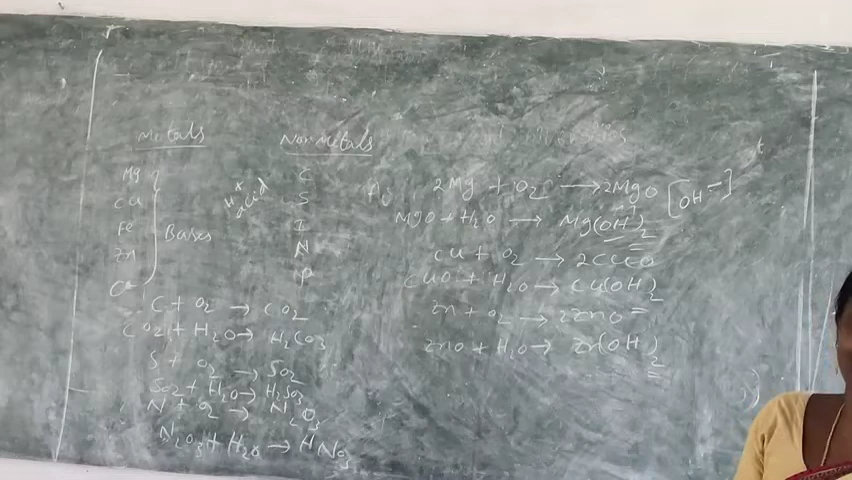 Metals
Mg
Cu
Fe
Zn
Ca
Bases
H+ acid
Non Metals
C
S
I
N
P
C + O2 → CO2
CO2 + H2O → H2CO3
S + O2 → SO2
SO2 + H2O → H2SO3
N + O2 → N2O3
N2O3 + H2O → HNO3
2Mg + O2 → 2MgO [OH-]
MgO + H2O → Mg(OH)2
Cu + O2 → 2CuO
CuO + H2O → Cu(OH)2
Zn + O2 → 2ZnO
ZnO + H2O → Zn(OH)2